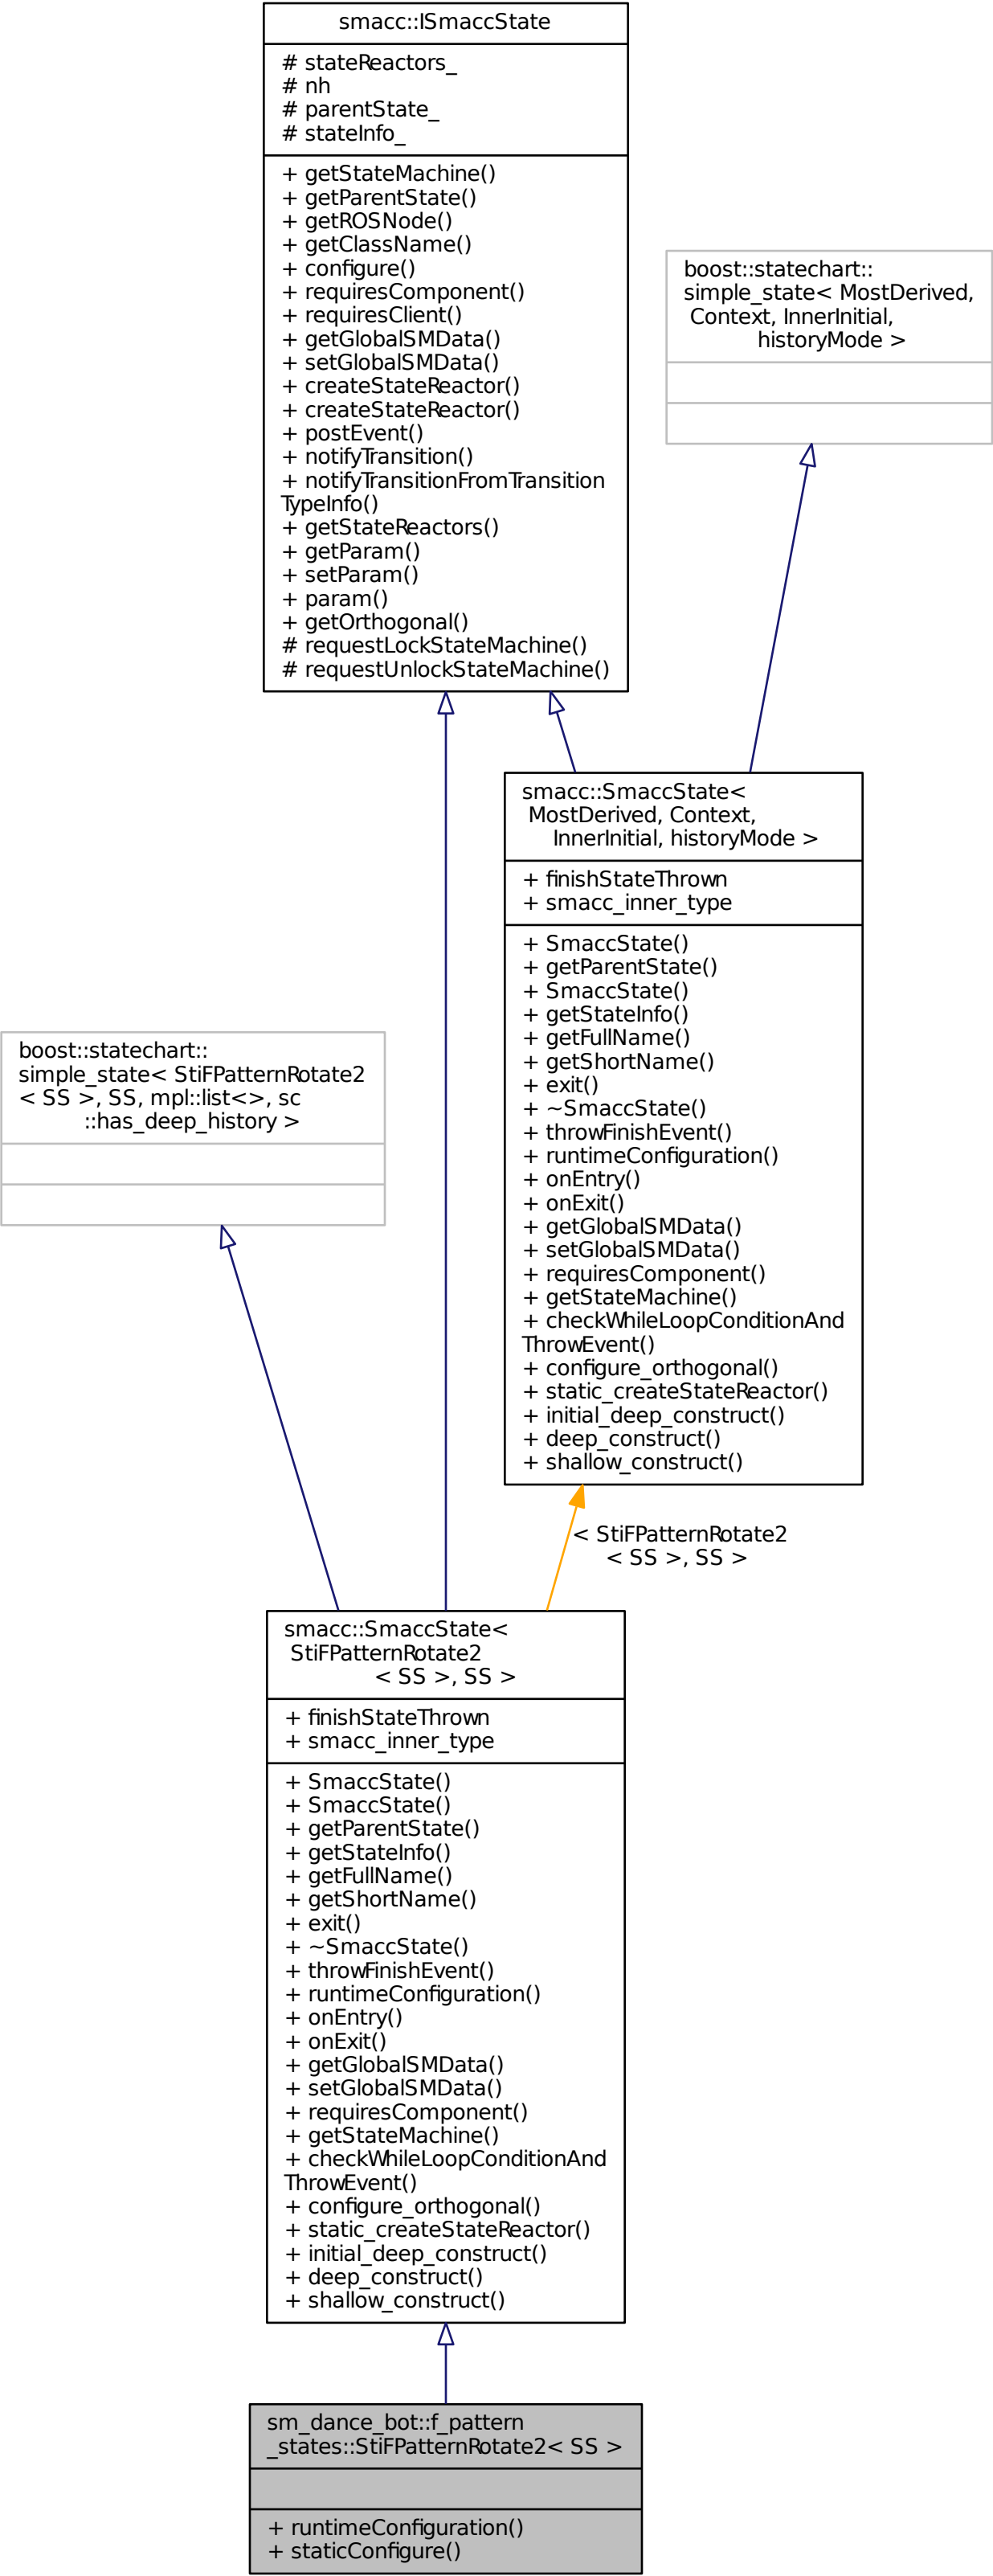 smacc::ISmaccState
# stateReactors_
# nh
# parentState_
# stateInfo_
+ getStateMachine()
+ getParentState()
+ getROSNode()
+ getClassName()
+ configure()
+ requiresComponent()
+ requiresClient()
+ getGlobalSMData()
+ setGlobalSMData()
+ createStateReactor()
+ createStateReactor()
+ postEvent()
+ notifyTransition()
+ notifyTransitionFromTransition
TypeInfo()
+ getStateReactors()
+ getParam()
+ setParam()
+ param()
+ getOrthogonal()
# requestLockStateMachine()
# requestUnlockStateMachine()
boost::statechart::
simple_state< MostDerived,
Context, InnerInitial,
historyMode >
smacc::SmaccState<
MostDerived, Context,
InnerInitial, historyMode >
+ finishStateThrown
+ smacc_inner_type
+ SmaccState()
+ getParentState()
+ SmaccState()
+ getStateInfo()
+ getFullName()
+ getShortName()
+ exit()
+ ~SmaccState()
+ throwFinishEvent()
+ runtimeConfiguration()
+ onEntry()
+ onExit()
+ getGlobalSMData()
+ setGlobalSMData()
+ requiresComponent()
+ getStateMachine()
+ checkWhileLoopConditionAnd
ThrowEvent()
+ configure_orthogonal()
+ static_createStateReactor()
+ initial_deep_construct()
+ deep_construct()
+ shallow_construct()
boost::statechart::
simple_state< StiFPatternRotate2
< SS >, SS, mpl::list<>, sc
::has_deep_history >
< StiFPatternRotate2
< SS >, SS >
smacc::SmaccState<
StiFPatternRotate2
< SS >, SS >
+ finishStateThrown
+ smacc_inner_type
+ SmaccState()
+ SmaccState()
+ getParentState()
+ getStateInfo()
+ getFullName()
+ getShortName()
+ exit()
+ ~SmaccState()
+ throwFinishEvent()
+ runtimeConfiguration()
+ onEntry()
+ onExit()
+ getGlobalSMData()
+ setGlobalSMData()
+ requiresComponent()
+ getStateMachine()
+ checkWhileLoopConditionAnd
ThrowEvent()
+ configure_orthogonal()
+ static_createStateReactor()
+ initial_deep_construct()
+ deep_construct()
+ shallow_construct()
sm_dance_bot::f_pattern
_states::StiFPatternRotate2< SS >
+ runtimeConfiguration()
+ staticConfigure()